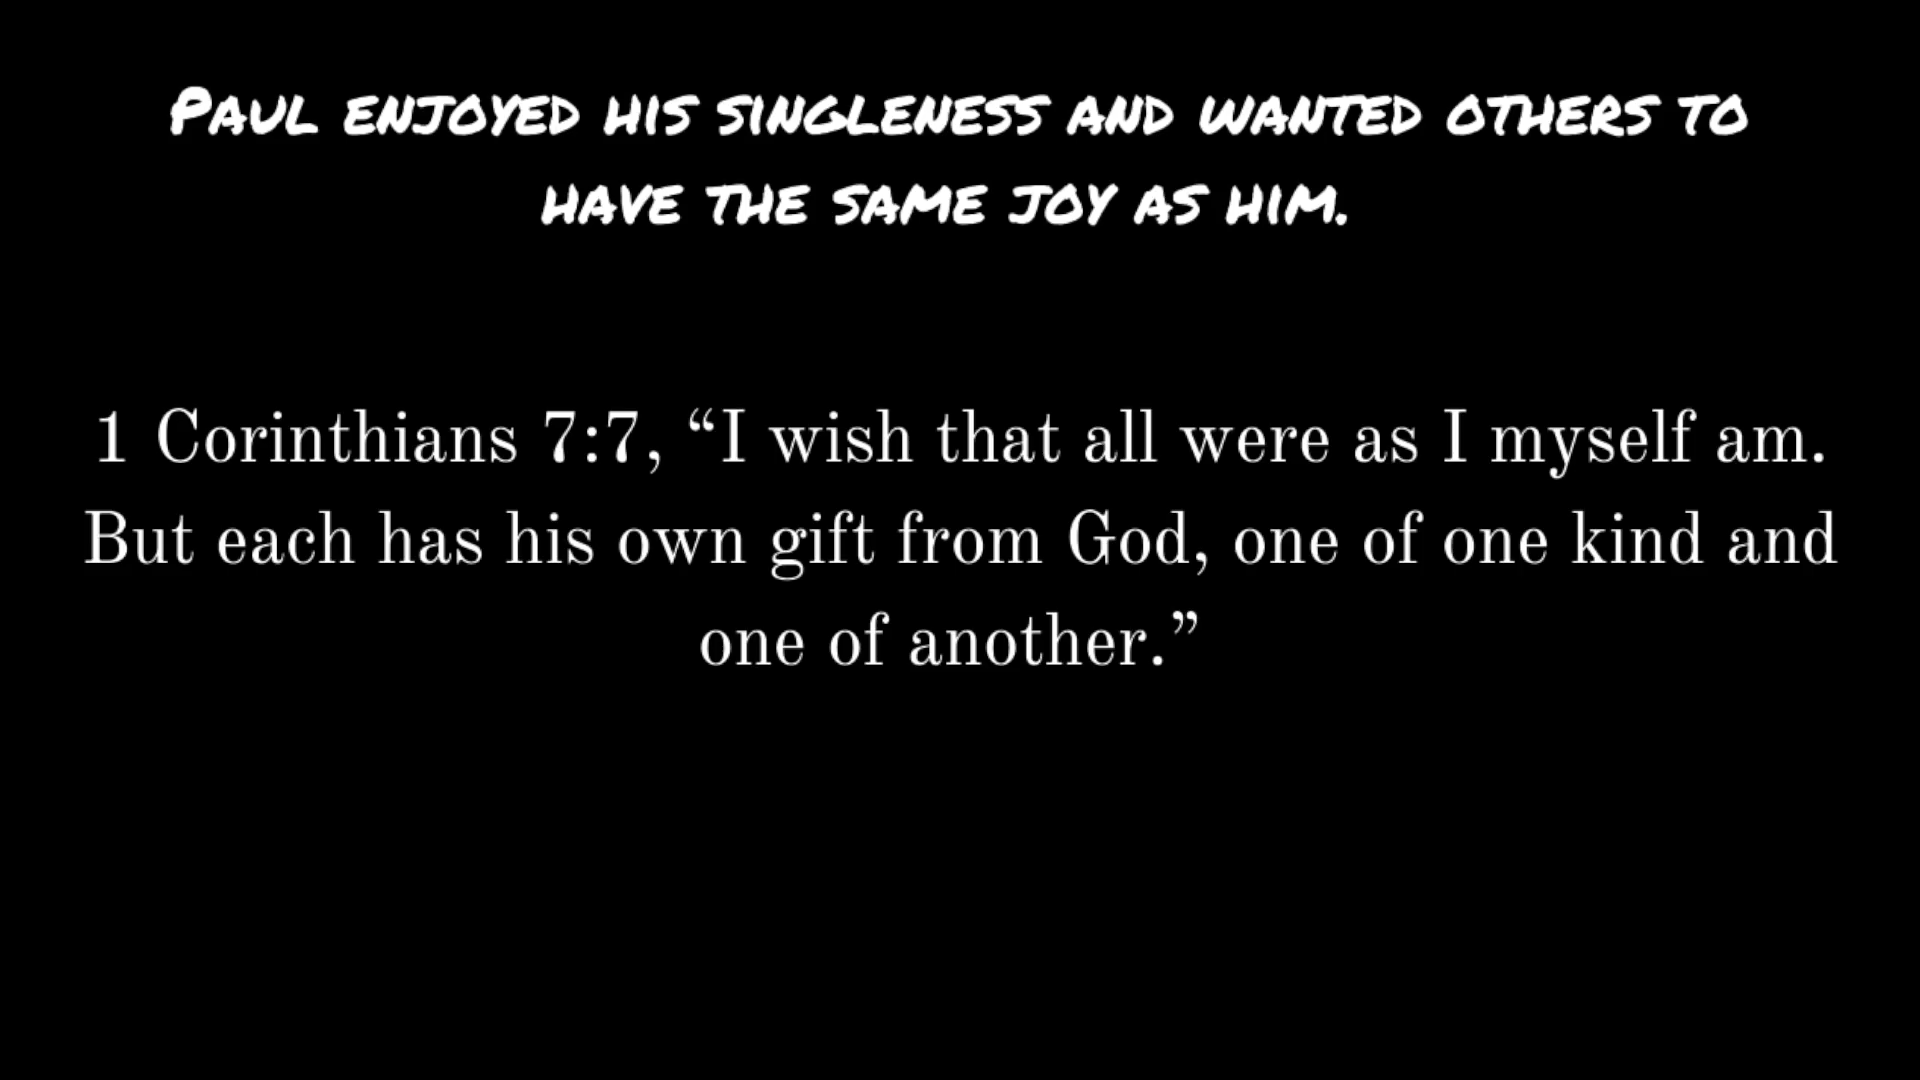 Paul enjoyed his singleness and wanted others to
have the same joy as him.
1 Corinthians 7:7, “I wish that all were as I myself am.
But each has his own gift from God, one of one kind and
one of another.”